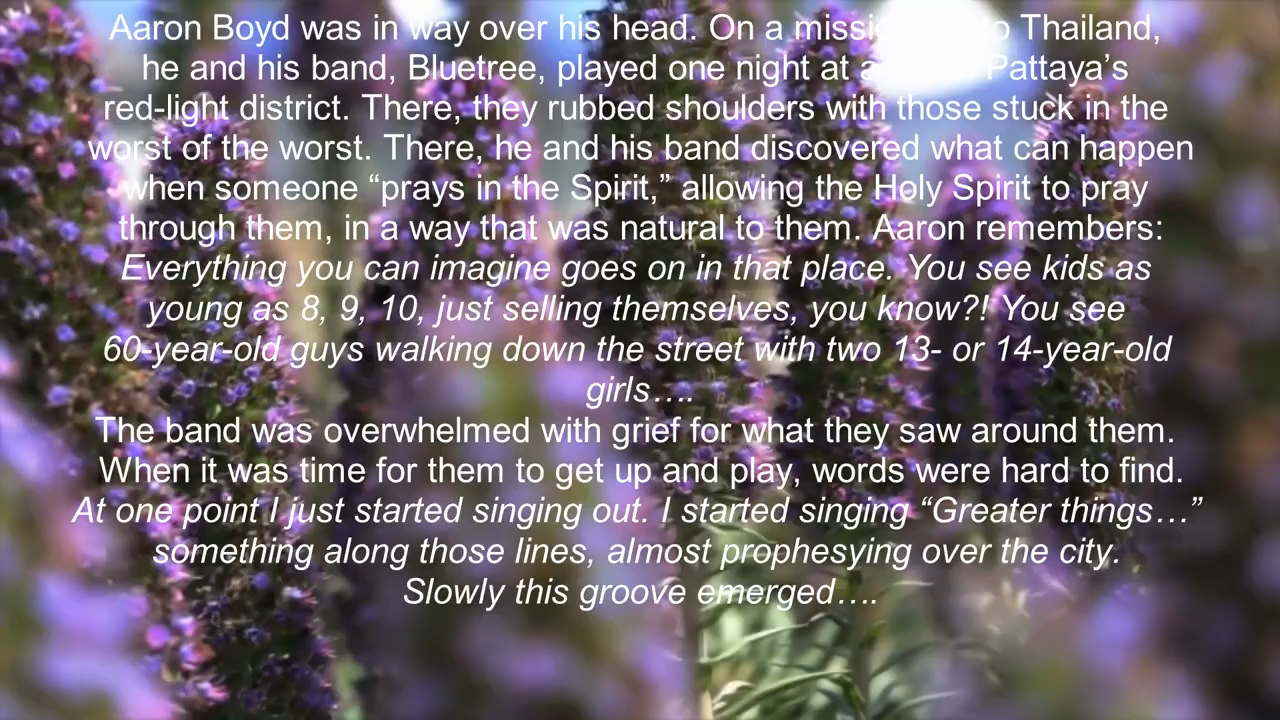 Aaron Boyd was in way over his head. On a missi o Thailand,
he and his band, Bluetree, played one night at a Pattaya’s
red-light district. There, they rubbed shoulders with those stuck in the
worst of the worst. There, he and his band discovered what can happen
when someone “prays in the Spirit,” allowing the Holy Spirit to pray
through them, in a way that was natural to them. Aaron remembers:
Everything you can imagine goes on in that place. You see kids as
young as 8, 9, 10, just selling themselves, you know?! You see
60-year-old guys walking down the street with two 13- or 14-year-old
girls….
The band was overwhelmed with grief for what they saw around them.
When it was time for them to get up and play, words were hard to find.
At one point I just started singing out. I started singing “Greater things…”
something along those lines, almost prophesying over the city.
Slowly this groove emerged….